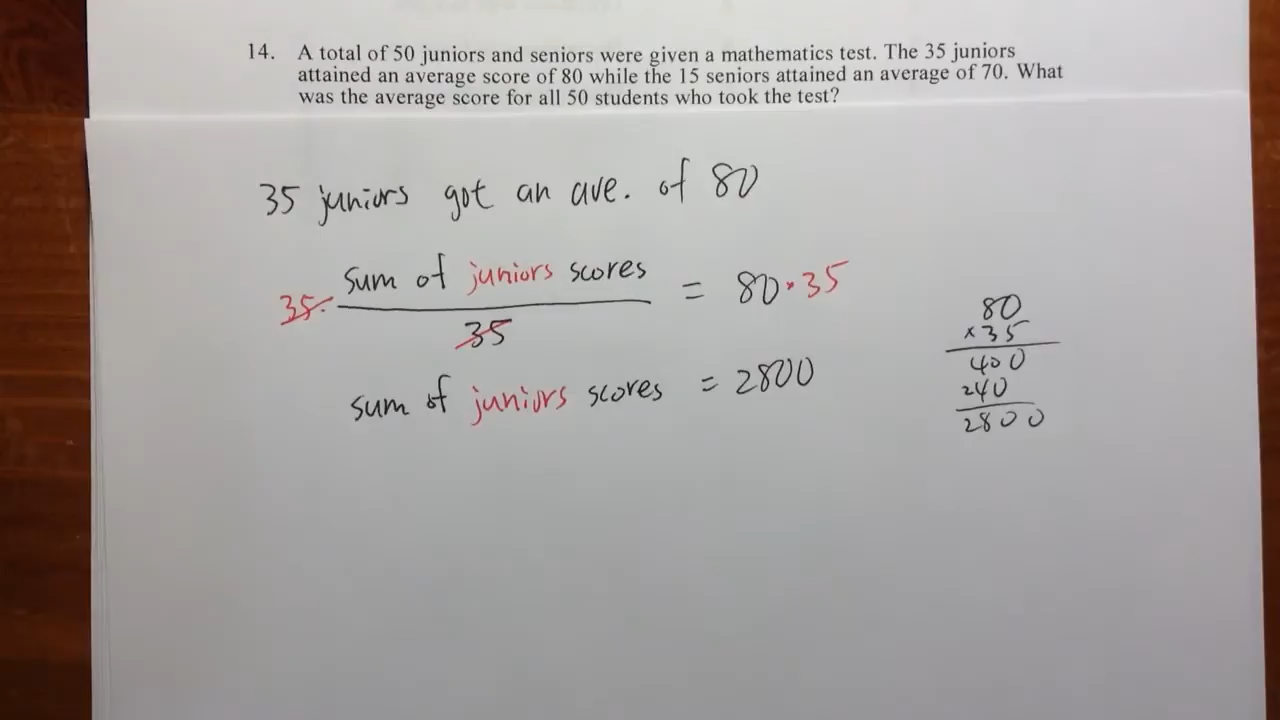 14. A total of 50 juniors and seniors were given a mathematics test. The 35 juniors
attained an average score of 80 while the 15 seniors attained an average of 70. What
was the average score for all 50 students who took the test?
35 juniors got an ave. of 80
35· sum of juniors scores = 80·35
35
sum of juniors scores = 2800
80
×35
400
240
2800